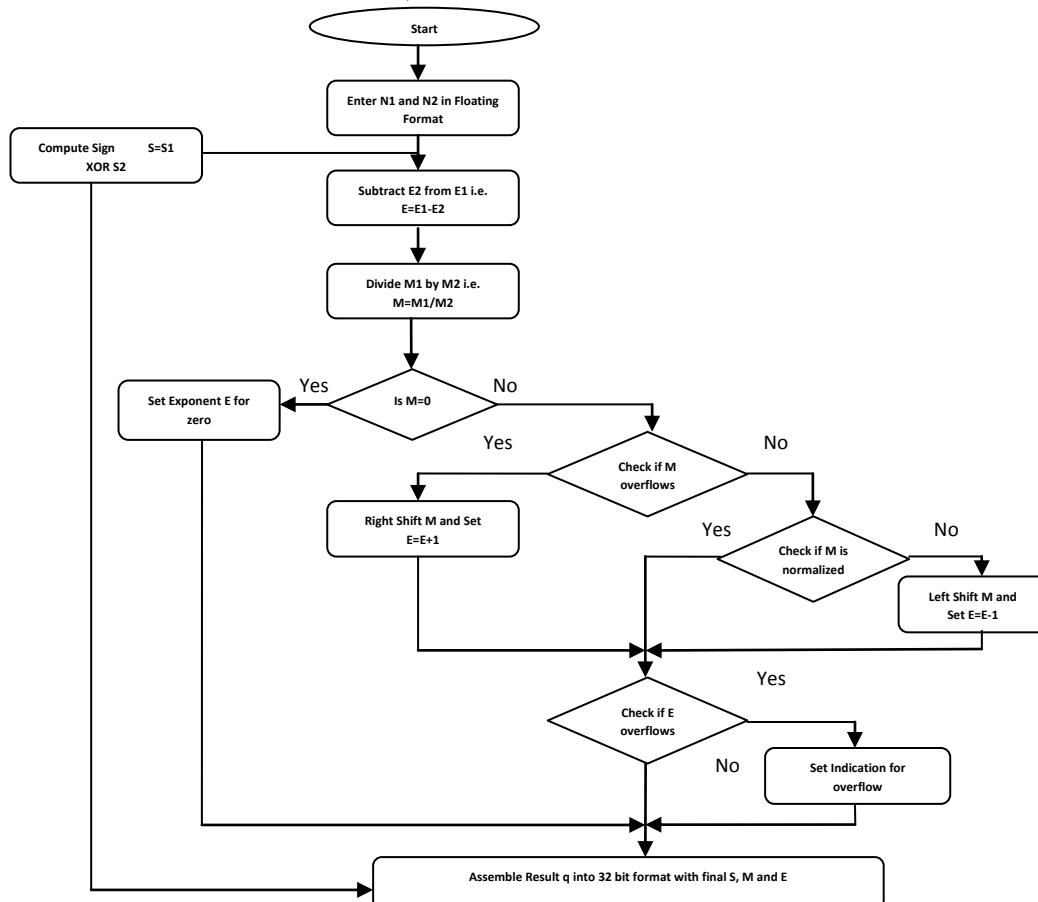 Start
Enter N1 and N2 in Floating
Format
Compute Sign S=S1
XOR S2
Subtract E2 from E1 i.e.
E=E1-E2
Divide M1 by M2 i.e.
M=M1/M2
Yes
No
Is M=0
Set Exponent E for
zero
Yes
No
Check if M
overflows
Right Shift M and Set
E=E+1
Yes
No
Check if M is
normalized
Left Shift M and
Set E=E-1
Yes
Check if E
overflows
No
Set Indication for
overflow
Assemble Result q into 32 bit format with final S, M and E